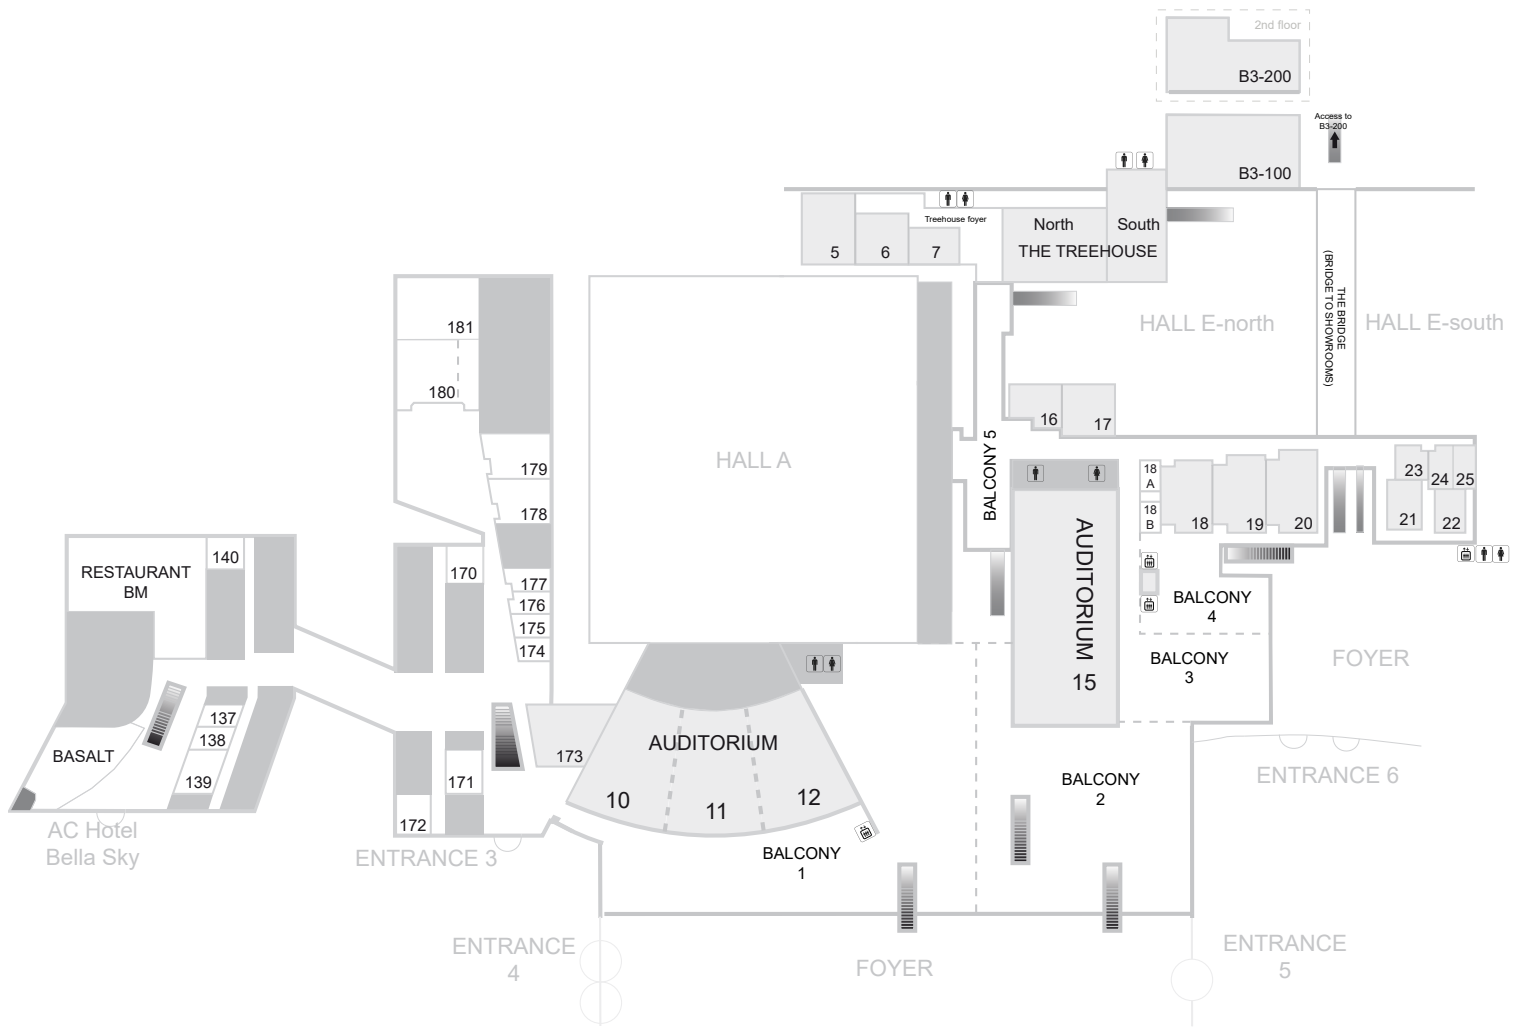 2nd floor
B3-200
Access to
B3-200
B3-100
Treehouse foyer
North
South
THE TREEHOUSE
5
6
7
THE BRIDGE
(BRIDGE TO SHOWROOMS)
HALL E-north
HALL E-south
181
180
179
178
177
176
175
174
HALL A
BALCONY 5
16
17
18
A
18
B
18
19
20
23
24
25
21
22
AUDITORIUM
15
BALCONY
4
BALCONY
3
FOYER
RESTAURANT
BM
140
170
137
138
139
BASALT
171
172
173
AUDITORIUM
10
11
12
BALCONY
1
BALCONY
2
ENTRANCE 6
AC Hotel
Bella Sky
ENTRANCE 3
ENTRANCE
4
FOYER
ENTRANCE
5